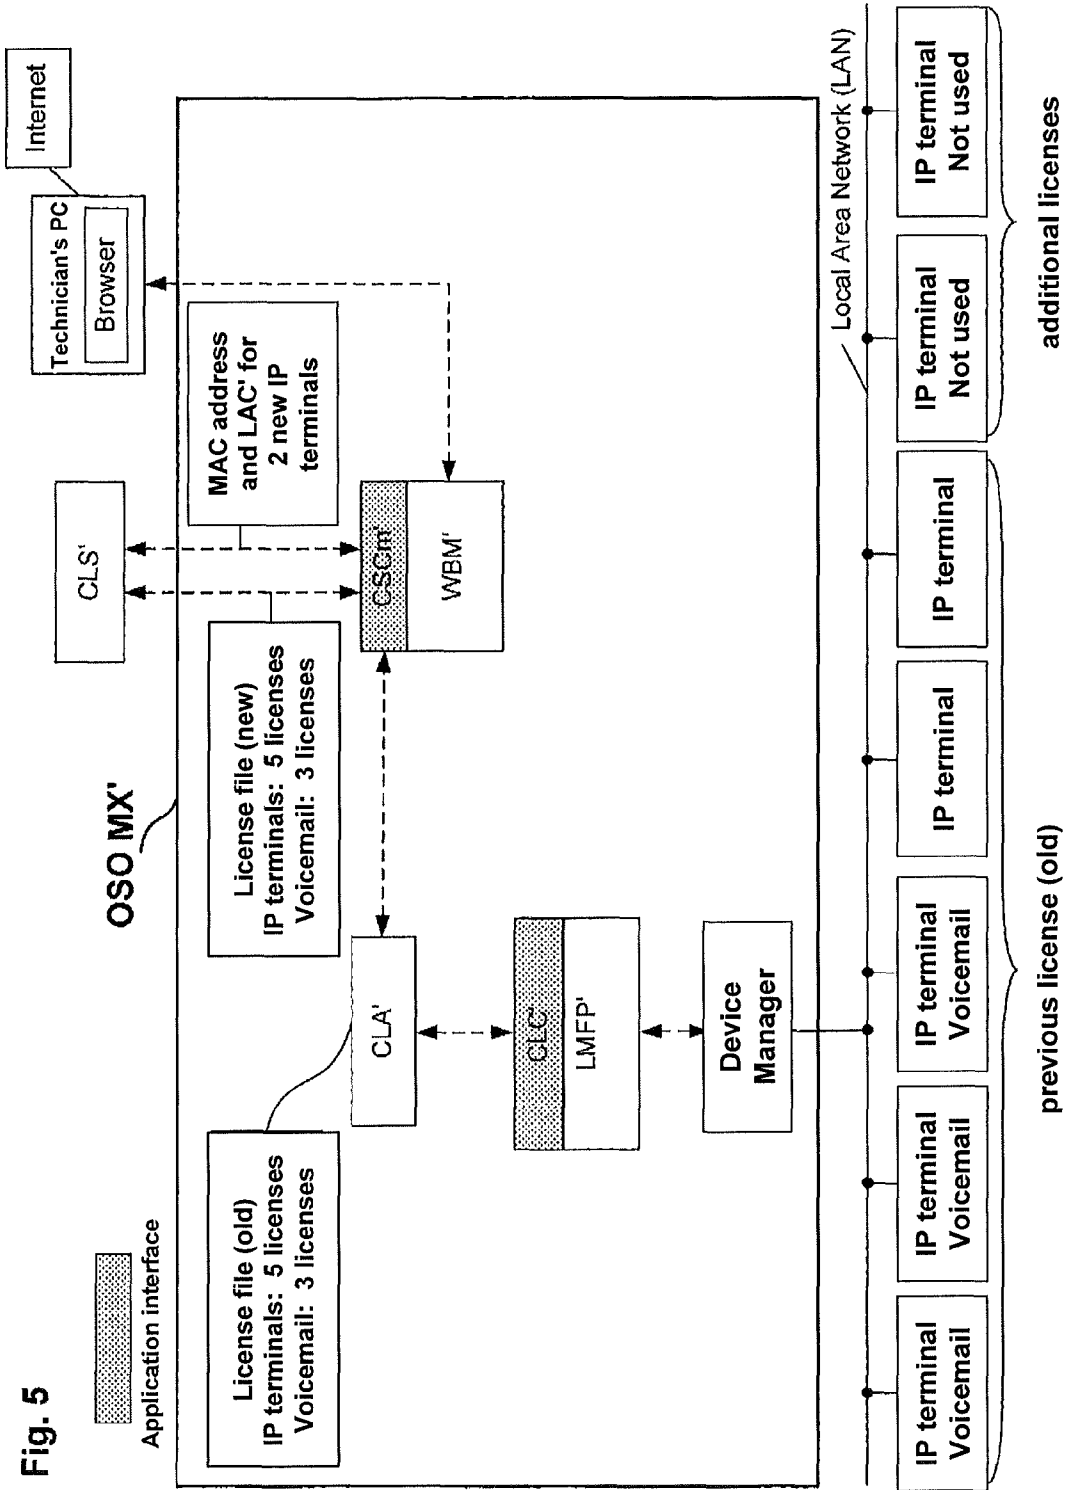 Fig. 5
Application interface
OSO MX'
CLS'
Technician's PC
Browser
Internet
License file (old)
IP terminals: 5 licenses
Voicemail: 3 licenses
License file (new)
IP terminals: 5 licenses
Voicemail: 3 licenses
MAC address
and LAC' for
2 new IP
terminals
CLA'
CSCm'
WBM'
CLC'
LMFP'
Device
Manager
Local Area Network (LAN)
IP terminal
Voicemail
IP terminal
Voicemail
IP terminal
Voicemail
IP terminal
IP terminal
IP terminal
Not used
IP terminal
Not used
previous license (old)
additional licenses